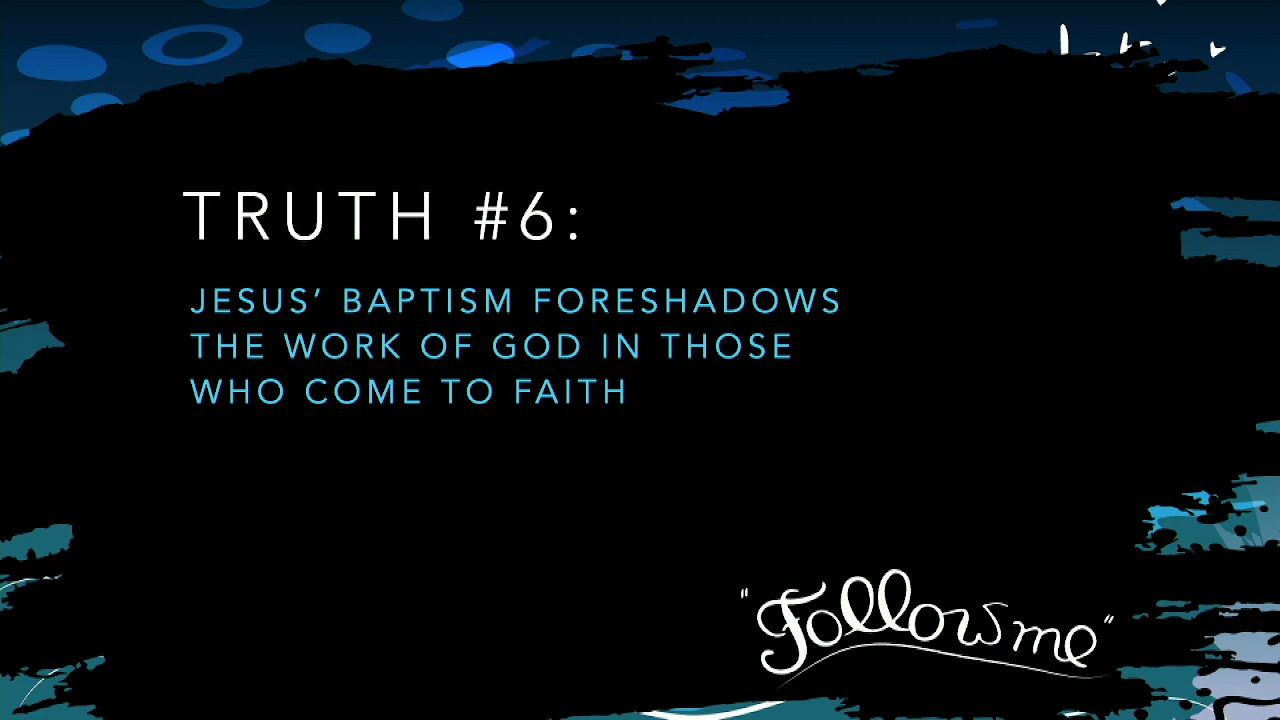 TRUTH #6:
JESUS’ BAPTISM FORESHADOWS
THE WORK OF GOD IN THOSE
WHO COME TO FAITH
"Follow me"